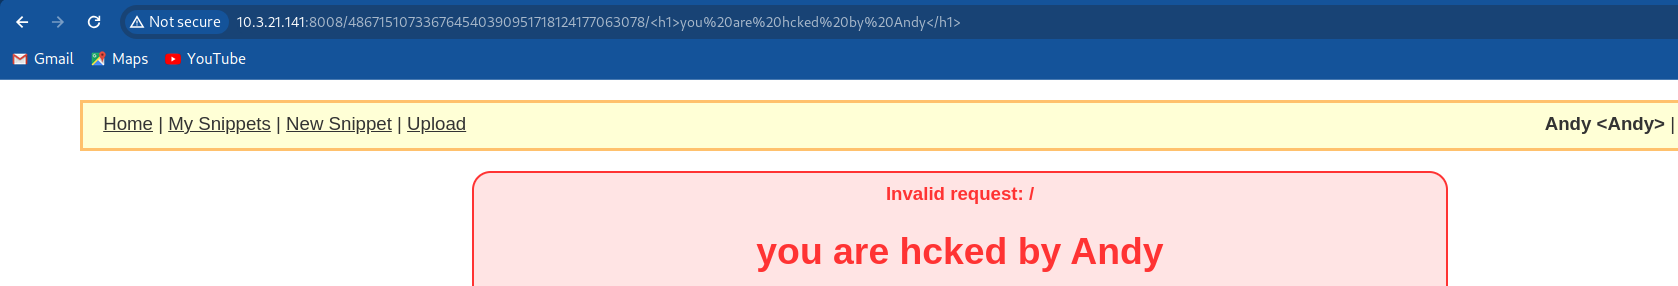 Not secure 10.3.21.141:8008/486715107336764540390951718124177063078/<h1>you%20are%20hcked%20by%20Andy</h1>
Gmail Maps YouTube
Home | My Snippets | New Snippet | Upload Andy <Andy> |
Invalid request: /
you are hcked by Andy